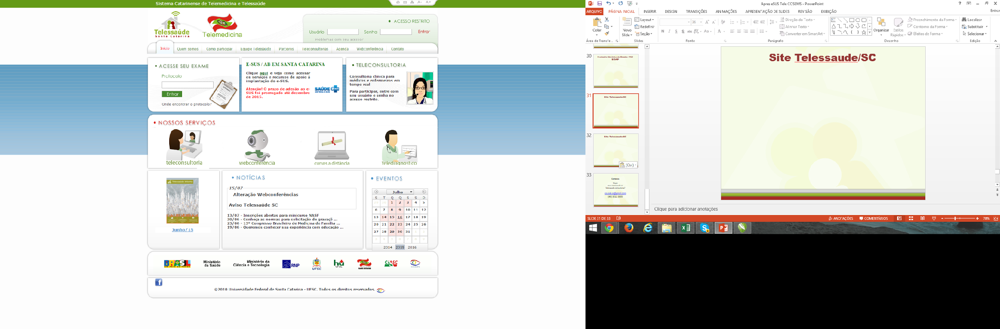 Sistema Catarinense de Telemedicina e Telessaúde
A- A+
Telessaúde
Santa Catarina
Telemedicina
ACESSO RESTRITO
Usuário Senha Entrar
Problemas com seu acesso?
Início Quem somos Como participar Equipe Telessaúde Parceiros Teleconsultorias Agenda Webconferência Contato
ACESSE SEU EXAME
Protocolo
Entrar
Onde encontrar o protocolo?
E-SUS / AB EM SANTA CATARINA
Clique aqui e veja como acessar
os serviços e recursos de apoio à
implantação do e-SUS.
Atenção! O prazo de adesão ao e-
SUS foi prorrogado até dezembro
de 2015.
SAÚDE e-SUS
SISTEMA E-SUS
TELECONSULTORIA
Consultoria clínica para
médicos e enfermeiros em
tempo real
Para participar, entre com
seu usuário e senha no
acesso restrito.
NOSSOS SERVIÇOS
teleconsultoria
webconferência
cursos a distância
telediagnóstico
Telessaúde Informa
Junho/15
NOTÍCIAS
15/07
Alteração Webconferências
Aviso Telessaúde SC
13/07 - Inscrições abertas para minicurso NASF
30/06 - Conheça as normas para solicitação de gravaçõ ...
23/06 - 13º Congresso Brasileiro de Medicina de Família ...
19/06 - Queremos conhecer sua experiência com educação ...
EVENTOS
Julho
S T Q Q S S D
29 30 1 2 3 4 5
6 7 8 9 10 11 12
13 14 15 16 17 18 19
20 21 22 23 24 25 26
27 28 29 30 31 1 2
3 4 5 6 7 8 9
2014 2015 2016
BRASIL
UM PAÍS DE TODOS
Ministério
da Saúde
Ministério da
Ciência e Tecnologia
RNP
UFSC
hu
UFSC
SANTA CATARINA
CIASC
©2010 Universidade Federal de Santa Catarina - UFSC. Todos os direitos reservados.
Apres eSUS Tele COSEMS - PowerPoint
ARQUIVO PÁGINA INICIAL INSERIR DESIGN TRANSIÇÕES ANIMAÇÕES APRESENTAÇÃO DE SLIDES REVISÃO EXIBIÇÃO Entrar
Colar
Novo
Slide
Layout
Redefinir
Seção
36
N I S S abc AV Aa A
Direção do Texto
Alinhar Texto
Converter em SmartArt
Organizar
Estilos
Rápidos
Preenchimento da Forma
Contorno da Forma
Efeitos de Forma
Localizar
Substituir
Selecionar
Área de Transfe... Slides Fonte Parágrafo Desenho Edição
30
Prontuário Eletrônico do Cidadão - PEC
SOAP
31
Site Telessaude/SC
32
Site Telessaude/SC
(Ctrl)
33
Contatos
Skype
Telessaude.consultoria7
esusab.sc@gmail.com
(48) 3212-3005
Site Telessaude/SC
Clique para adicionar anotações
SLIDE 31 DE 33
ANOTAÇÕES COMENTÁRIOS 70%